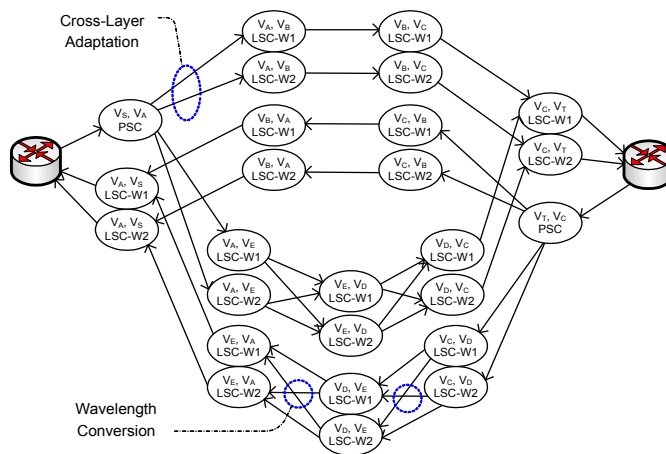 Cross-Layer
Adaptation
VA, VB
LSC-W1
VB, VC
LSC-W1
VA, VB
LSC-W2
VB, VC
LSC-W2
VS, VA
PSC
VC, VT
LSC-W1
VB, VA
LSC-W1
VC, VB
LSC-W1
VC, VT
LSC-W2
VB, VA
LSC-W2
VC, VB
LSC-W2
VA, VS
LSC-W1
VA, VS
LSC-W2
VT, VC
PSC
VA, VE
LSC-W1
VD, VC
LSC-W1
VE, VD
LSC-W1
VA, VE
LSC-W2
VD, VC
LSC-W2
VE, VD
LSC-W2
VE, VA
LSC-W1
VC, VD
LSC-W1
VE, VA
LSC-W2
VD, VE
LSC-W1
VC, VD
LSC-W2
VD, VE
LSC-W2
Wavelength
Conversion